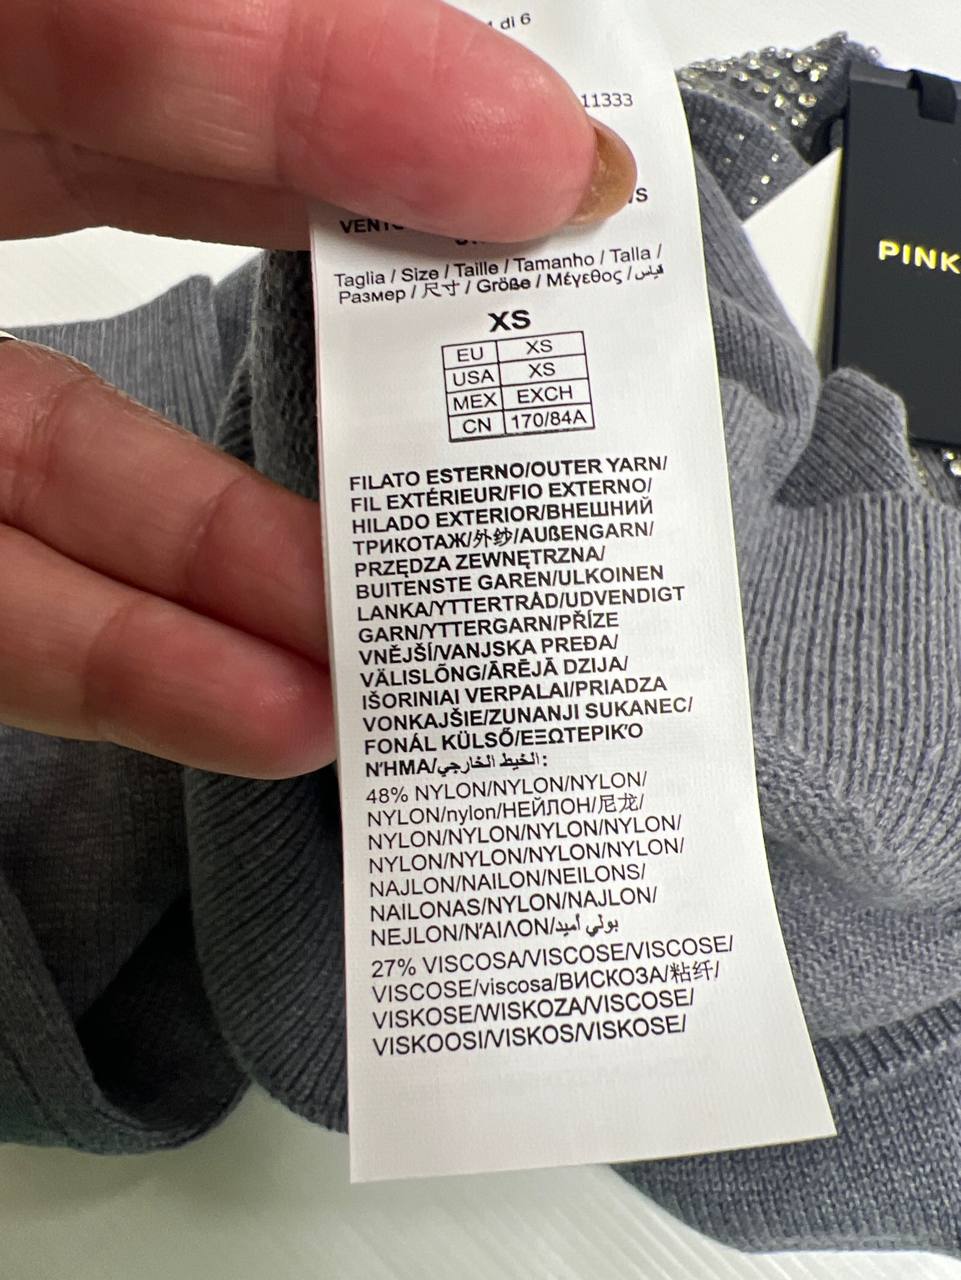 di 6
11333
Taglia / Size / Taille / Tamanho / Talla /
Размер / 尺寸 / Größe / Μέγεθος / قياس
XS
EU XS
USA XS
MEX EXCH
CN 170/84A
FILATO ESTERNO/OUTER YARN/
FIL EXTÉRIEUR/FIO EXTERNO/
HILADO EXTERIOR/ВНЕШНИЙ
ТРИКОТАЖ/外纱/AUßENGARN/
PRZĘDZA ZEWNĘTRZNA/
BUITENSTE GAREN/ULKOINEN
LANKA/YTTERTRÅD/UDVENDIGT
GARN/YTTERGARN/PŘÍZE
VNĚJŠÍ/VANJSKA PREĐA/
VÄLISLÕNG/ĀRĒJĀ DZIJA/
IŠORINIAI VERPALAI/PRIADZA
VONKAJŠIE/ZUNANJI SUKANEC/
FONÁL KÜLSŐ/ΕΞΩΤΕΡΙΚΌ
ΝΉΜΑ/الخيط الخارجي:
48% NYLON/NYLON/NYLON/
NYLON/nylon/НЕЙЛОН/尼龙/
NYLON/NYLON/NYLON/NYLON/
NYLON/NYLON/NYLON/NYLON/
NAJLON/NAILON/NEILONS/
NAILONAS/NYLON/NAJLON/
NEJLON/ΝΆΙΛΟΝ/بولي أميد
27% VISCOSA/VISCOSE/VISCOSE/
VISCOSE/viscosa/ВИСКОЗА/粘纤/
VISKOSE/WISKOZA/VISCOSE/
VISKOOSI/VISKOS/VISKOSE/
PINK